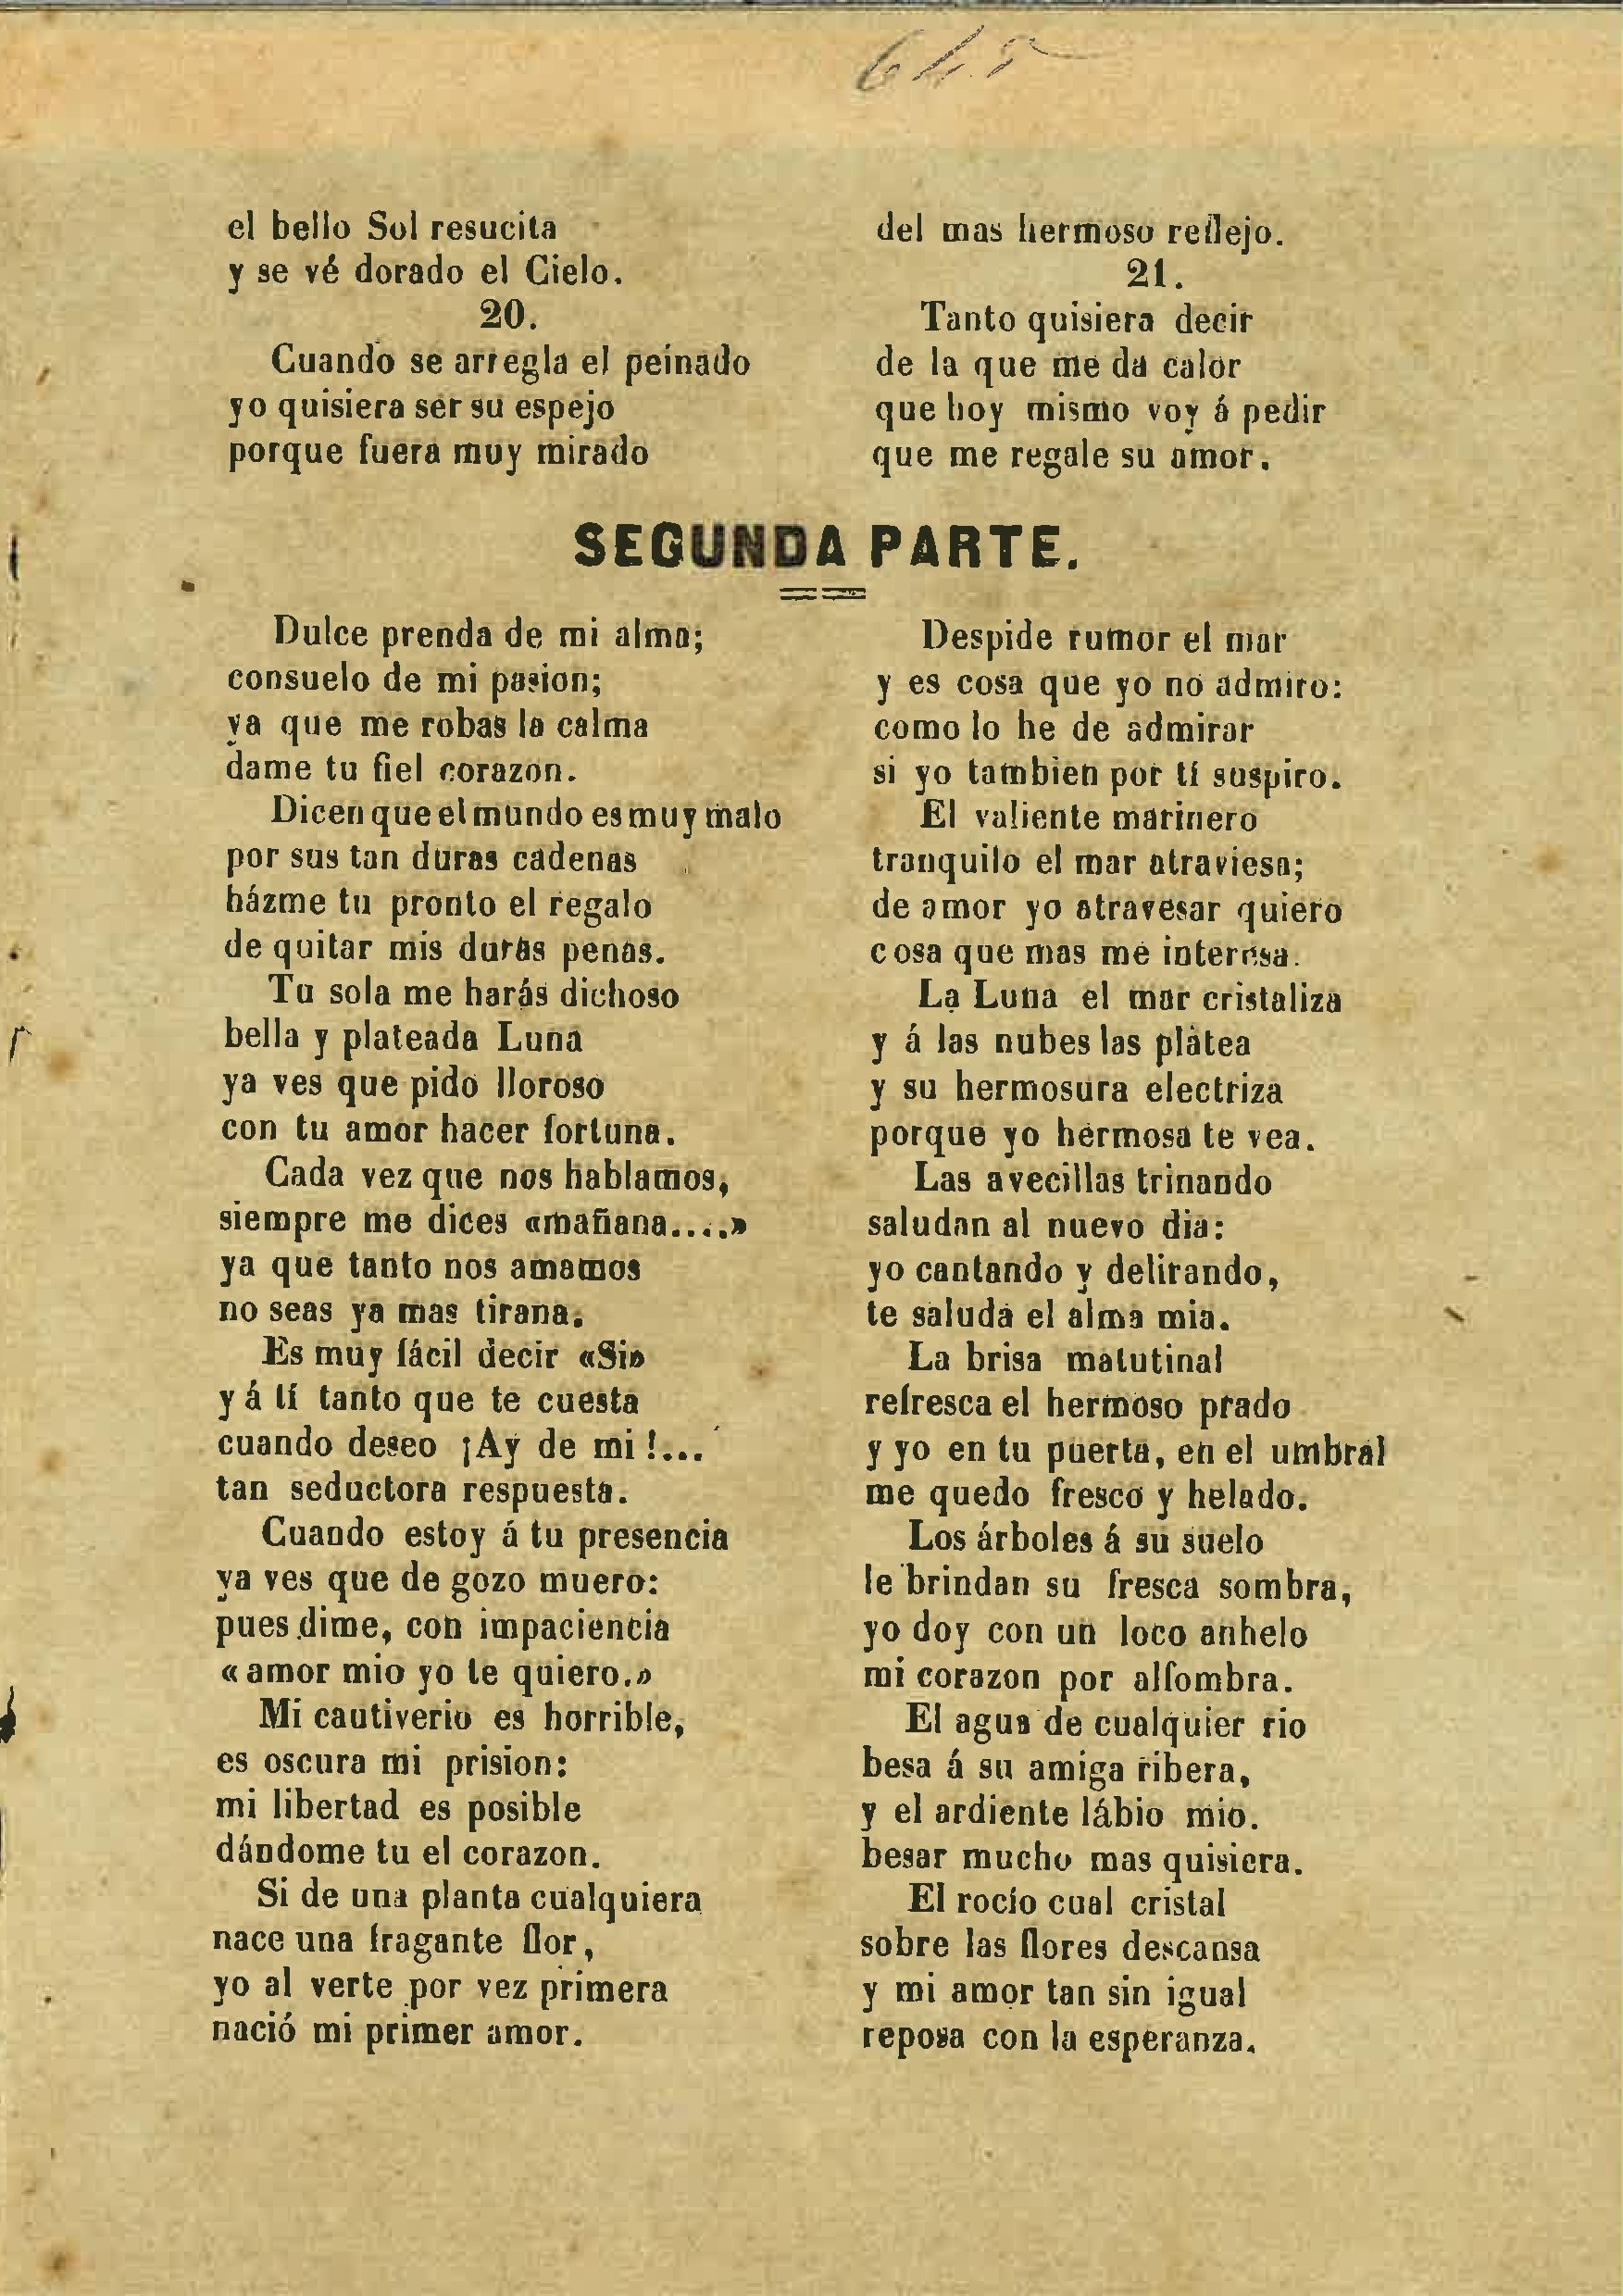 el bello Sol resucita
y se vé dorado el Cielo.
20.
Cuando se arregla el peinado
yo quisiera ser su espejo
porque fuera muy mirado
del mas hermoso reflejo.
21.
Tanto quisiera decir
de la que me da calor
que hoy mismo voy á pedir
que me regale su amor.
SEGUNDA PARTE.
Dulce prenda de mi alma;
consuelo de mi pasion;
ya que me robas la calma
dame tu fiel corazon.
Dicen que el mundo es muy malo
por sus tan duras cadenas
házme tu pronto el regalo
de quitar mis duras penas.
Tu sola me harás dichoso
bella y plateada Luna
ya ves que pido lloroso
con tu amor hacer fortuna.
Cada vez que nos hablamos,
siempre me dices «mañana....»
ya que tanto nos amamos
no seas ya mas tirana.
Es muy fácil decir «Si»
y á tí tanto que te cuesta
cuando deseo ¡Ay de mi!...
tan seductora respuesta.
Cuando estoy á tu presencia
ya ves que de gozo muero:
pues dime, con impaciencia
«amor mio yo te quiero.»
Mi cautiverio es horrible,
es oscura mi prision:
mi libertad es posible
dándome tu el corazon.
Si de una planta cualquiera
nace una fragante flor,
yo al verte por vez primera
nació mi primer amor.
Despide rumor el mar
y es cosa que yo no admiro:
como lo he de admirar
si yo tambien por tí suspiro.
El valiente marinero
tranquilo el mar atraviesa;
de amor yo atravesar quiero
cosa que mas me interesa.
La Luna el mar cristaliza
y á las nubes las plátea
y su hermosura electriza
porque yo hermosa te vea.
Las avecillas trinando
saludan al nuevo dia:
yo cantando y delirando,
te saluda el alma mia.
La brisa matutinal
refresca el hermoso prado
y yo en tu puerta, en el umbral
me quedo fresco y helado.
Los árboles á su suelo
le brindan su fresca sombra,
yo doy con un loco anhelo
mi corazon por alfombra.
El agua de cualquier rio
besa á su amiga ribera,
y el ardiente lábio mio.
besar mucho mas quisiera.
El rocío cual cristal
sobre las flores descansa
y mi amor tan sin igual
reposa con la esperanza.